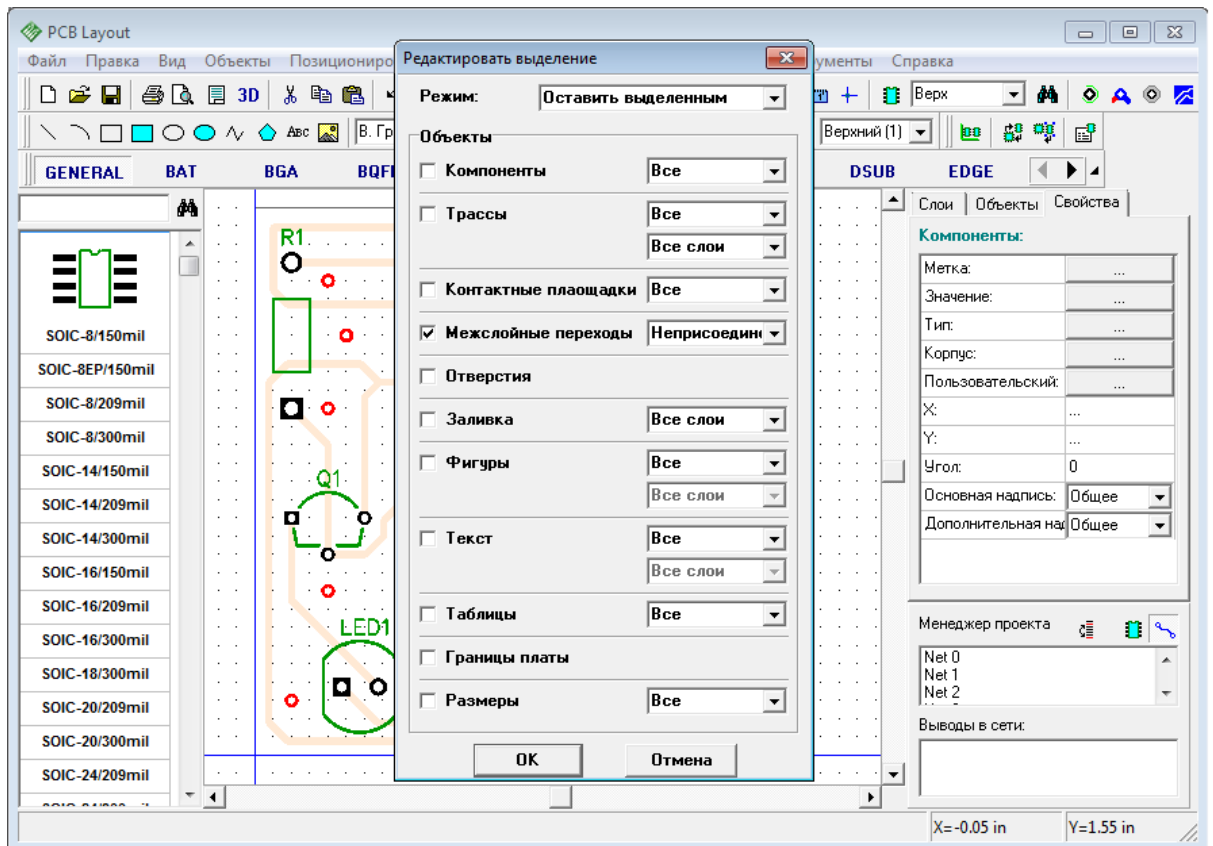 PCB Layout
Файл Правка Вид Объекты Позициониро ументы Справка
3D Верх
ABC В. Гр Верхний (1)
GENERAL BAT BGA BQFI DSUB EDGE
SOIC-8/150mil
SOIC-8EP/150mil
SOIC-8/209mil
SOIC-8/300mil
SOIC-14/150mil
SOIC-14/209mil
SOIC-14/300mil
SOIC-16/150mil
SOIC-16/209mil
SOIC-16/300mil
SOIC-18/300mil
SOIC-20/209mil
SOIC-20/300mil
SOIC-24/209mil
R1
Q1
LED1
Редактировать выделение
Режим: Оставить выделенным
Объекты
Компоненты Все
Трассы Все
Все слои
Контактные плаощадки Все
Межслойные переходы Неприсоедин
Отверстия
Заливка Все слои
Фигуры Все
Все слои
Текст Все
Все слои
Таблицы Все
Границы платы
Размеры Все
OK Отмена
Слои Объекты Свойства
Компоненты:
Метка: ...
Значение: ...
Тип: ...
Корпус: ...
Пользовательский: ...
X: ...
Y: ...
Угол: 0
Основная надпись: Общее
Дополнительная на Общее
Менеджер проекта
Net 0
Net 1
Net 2
Выводы в сети:
X=-0.05 in Y=1.55 in